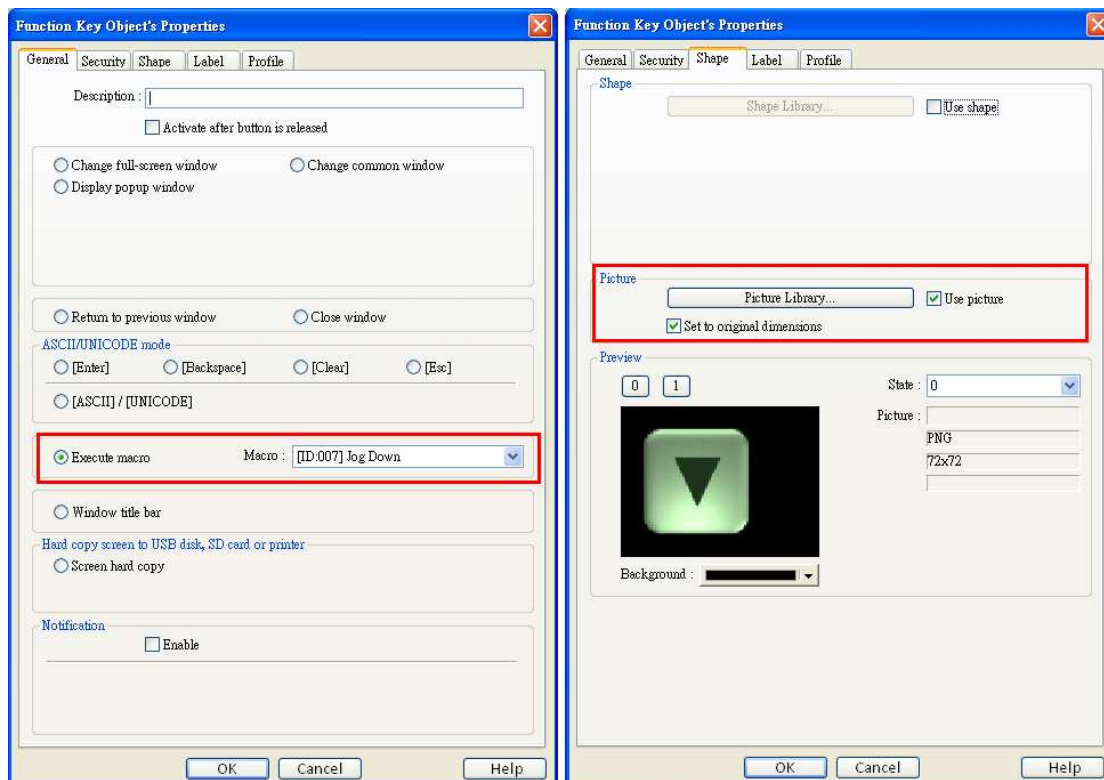 Function Key Object's Properties
General Security Shape Label Profile
Description :
Activate after button is released
Change full-screen window Change common window
Display popup window
Return to previous window Close window
ASCII/UNICODE mode
[Enter] [Backspace] [Clear] [Esc]
[ASCII] / [UNICODE]
Execute macro Macro : [ID:007] Jog Down
Window title bar
Hard copy screen to USB disk, SD card or printer
Screen hard copy
Notification
Enable
OK Cancel Help
Function Key Object's Properties
General Security Shape Label Profile
Shape
Shape Library... Use shape
Picture
Picture Library... Use picture
Set to original dimensions
Preview
0 1 State : 0
Picture :
PNG
72x72
Background :
OK Cancel Help